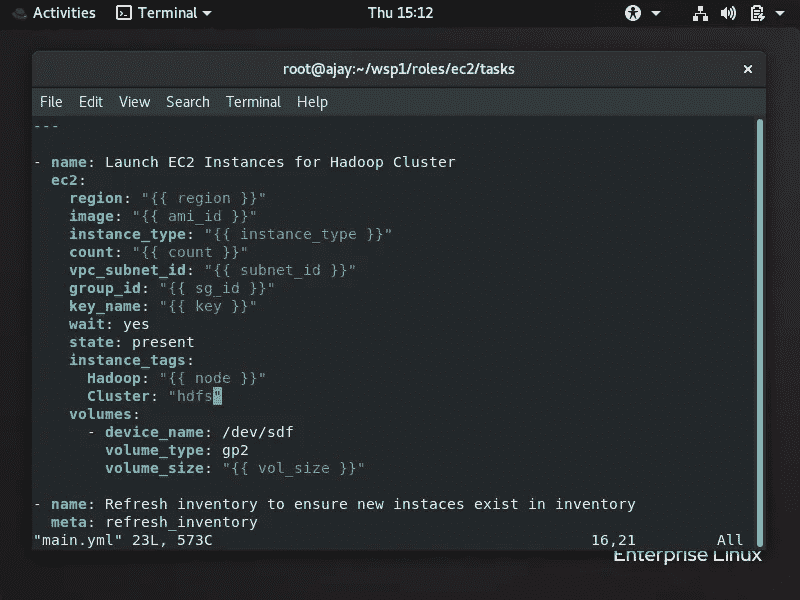 Activities Terminal Thu 15:12
root@ajay:~/wsp1/roles/ec2/tasks ×
File Edit View Search Terminal Help
---
- name: Launch EC2 Instances for Hadoop Cluster
  ec2:
    region: "{{ region }}"
    image: "{{ ami_id }}"
    instance_type: "{{ instance_type }}"
    count: "{{ count }}"
    vpc_subnet_id: "{{ subnet_id }}"
    group_id: "{{ sg_id }}"
    key_name: "{{ key }}"
    wait: yes
    state: present
    instance_tags:
      Hadoop: "{{ node }}"
      Cluster: "hdfs"
    volumes:
      - device_name: /dev/sdf
        volume_type: gp2
        volume_size: "{{ vol_size }}"
- name: Refresh inventory to ensure new instaces exist in inventory
  meta: refresh_inventory
"main.yml" 23L, 573C 16,21 All
Enterprise Linux